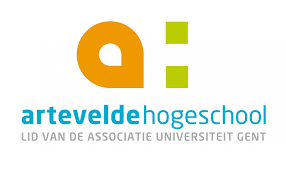 a:
arteveldehogeschool
LID VAN DE ASSOCIATIE UNIVERSITEIT GENT